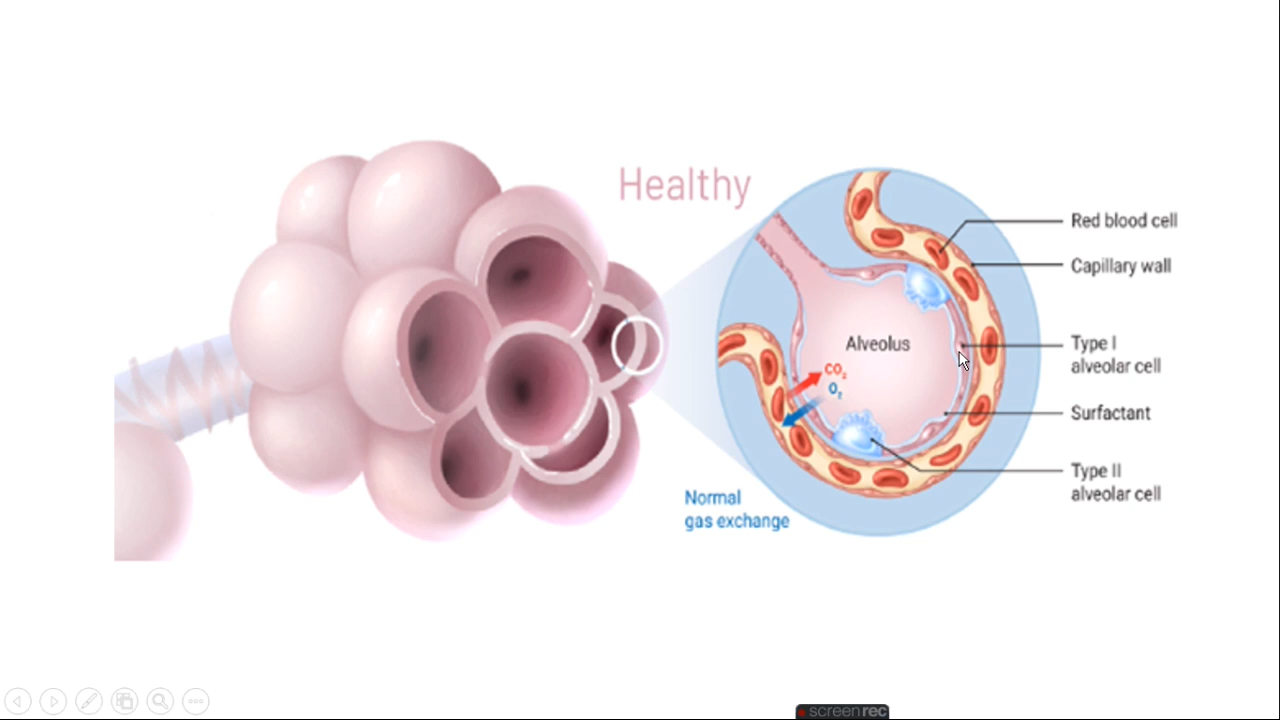 Healthy
Red blood cell
Capillary wall
Alveolus
Type I
alveolar cell
CO₂
O₂
Surfactant
Type II
alveolar cell
Normal
gas exchange
screenrec